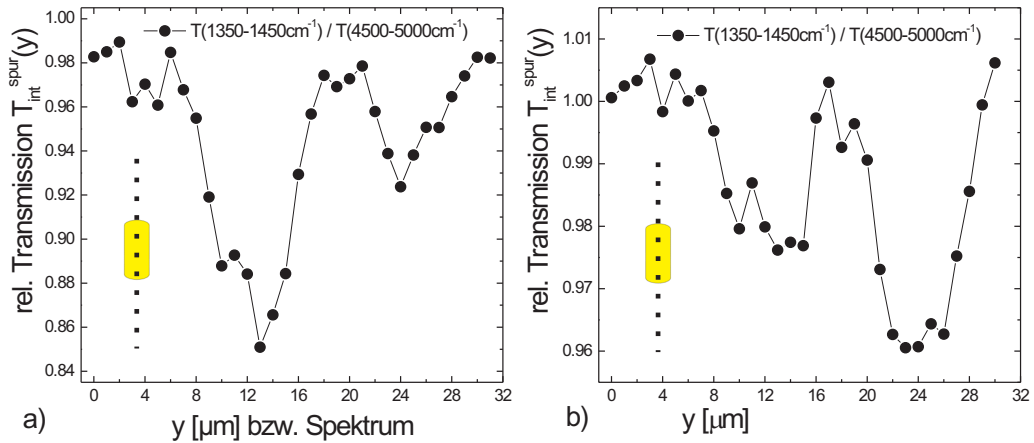 1.00
0.98
0.96
0.94
0.92
0.90
0.88
0.86
0.84
rel. Transmission T_int^spur(y)
T(1350-1450cm⁻¹) / T(4500-5000cm⁻¹)
0 4 8 12 16 20 24 28 32
a)
y [µm] bzw. Spektrum
1.01
1.00
0.99
0.98
0.97
0.96
rel. Transmission T_int^spur(y)
T(1350-1450cm⁻¹) / T(4500-5000cm⁻¹)
0 4 8 12 16 20 24 28 32
b)
y [µm]